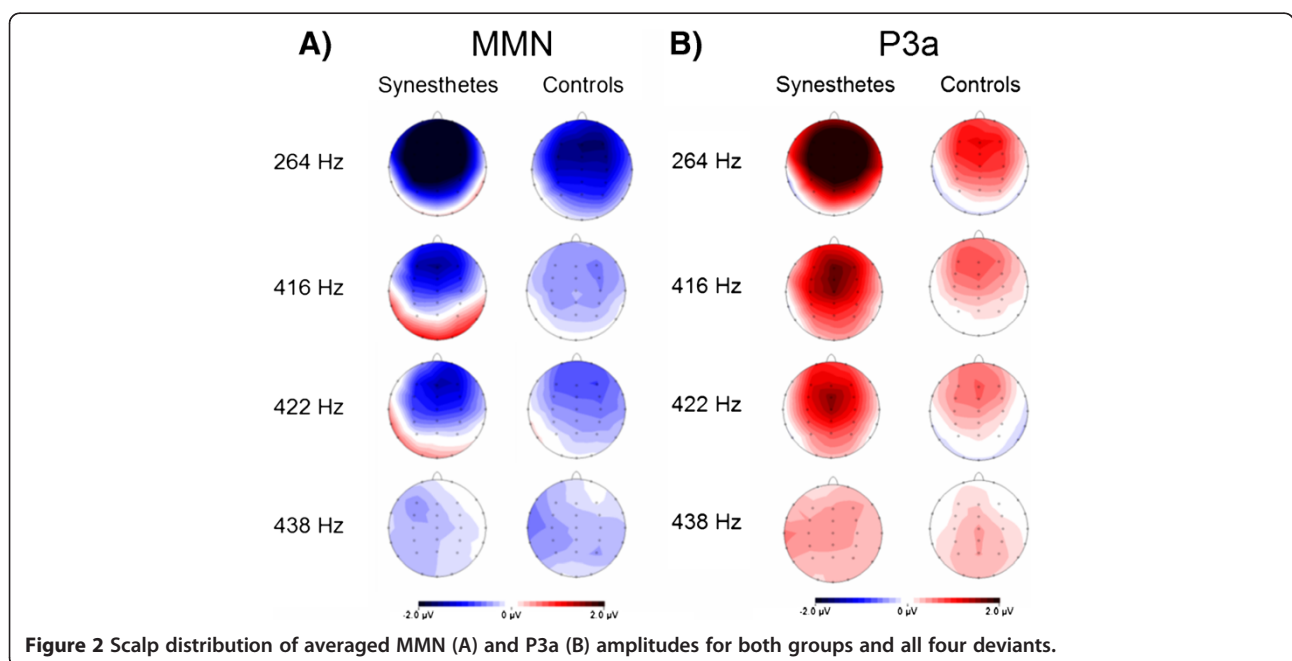 A) MMN B) P3a
Synesthetes Controls Synesthetes Controls
264 Hz 264 Hz
416 Hz 416 Hz
422 Hz 422 Hz
438 Hz 438 Hz
-2.0 µV 0 µV 2.0 µV -2.0 µV 0 µV 2.0 µV
Figure 2 Scalp distribution of averaged MMN (A) and P3a (B) amplitudes for both groups and all four deviants.